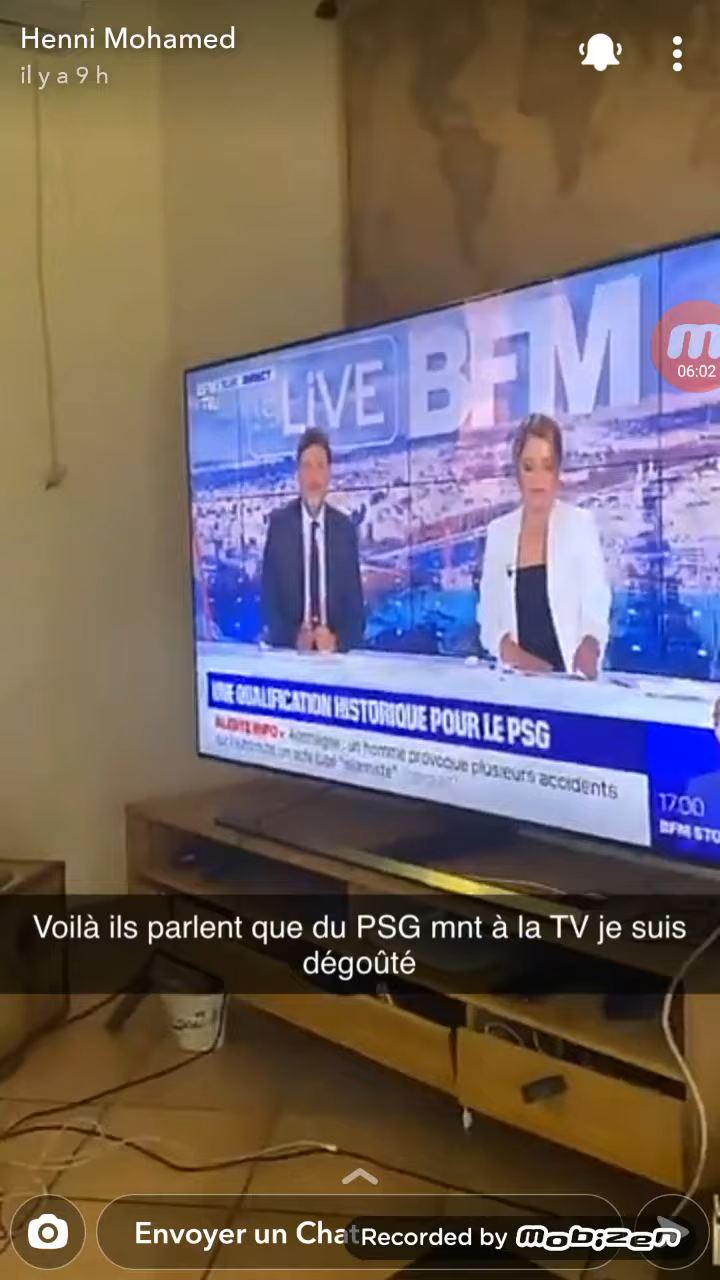 Henni Mohamed
il y a 9 h
06:02
LiVE BFM
UNE QUALIFICATION HISTORIQUE POUR LE PSG
ALERTE INFO Allemagne : un homme provoque plusieurs accidents
17:00
BFM STO
Voilà ils parlent que du PSG mnt à la TV je suis
dégoûté
Envoyer un Chat
Recorded by mobizen